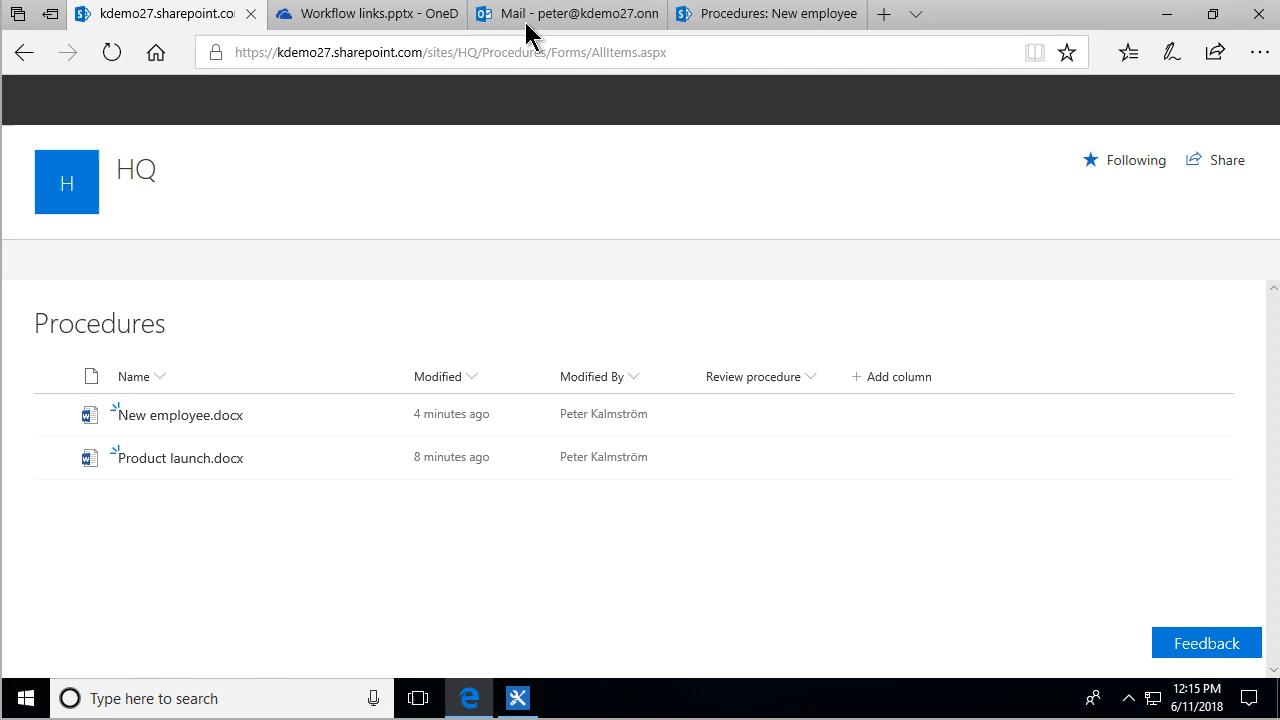 kdemo27.sharepoint.co
Workflow links.pptx - OneD
Mail - peter@kdemo27.onn
Procedures: New employee
https://kdemo27.sharepoint.com/sites/HQ/Procedures/Forms/AllItems.aspx
H
HQ
Following
Share
Procedures
Name
Modified
Modified By
Review procedure
Add column
New employee.docx
4 minutes ago
Peter Kalmström
Product launch.docx
8 minutes ago
Peter Kalmström
Feedback
Type here to search
12:15 PM
6/11/2018